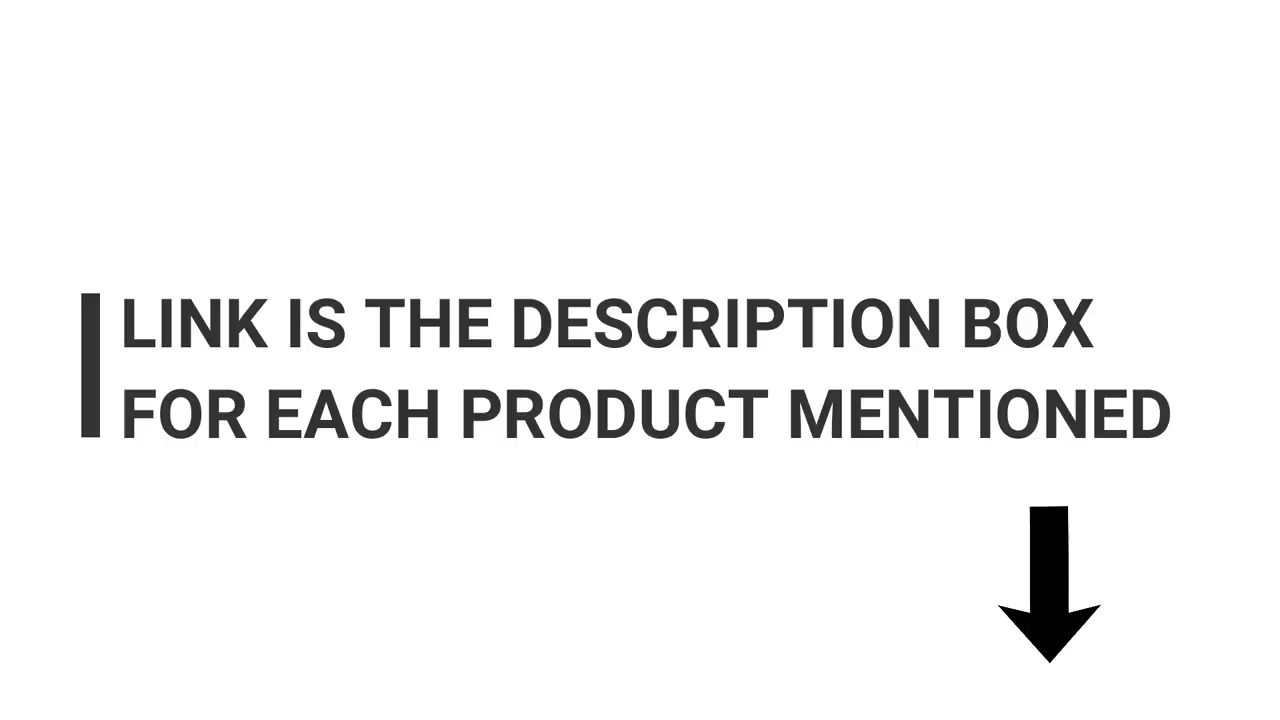 LINK IS THE DESCRIPTION BOX
FOR EACH PRODUCT MENTIONED